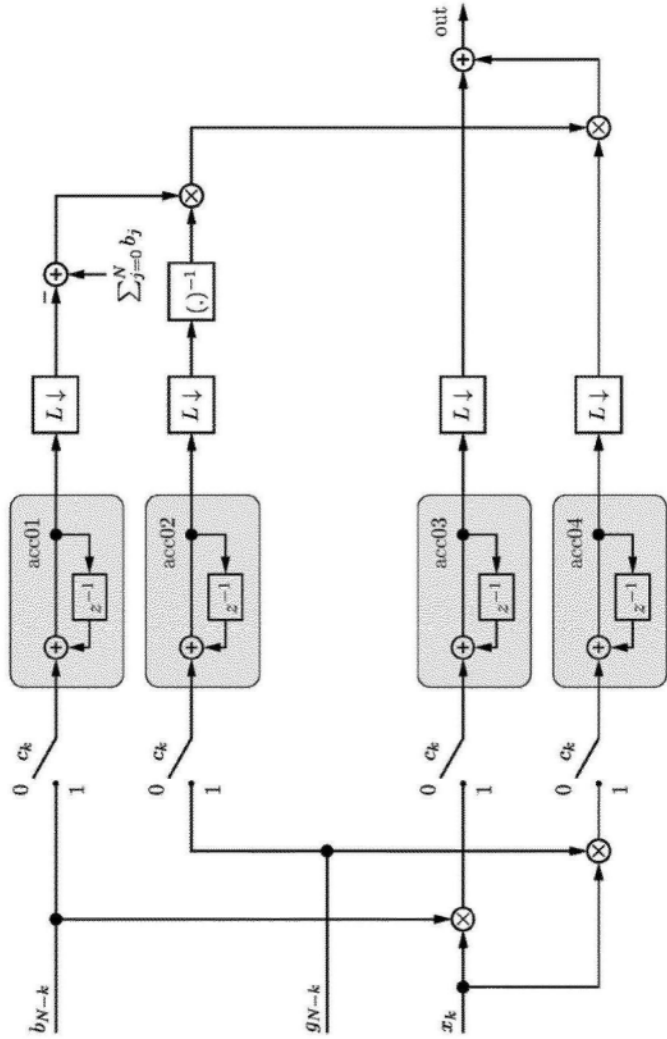 b_{N-k}
0
c_k
1
acc01
z^{-1}
L ↓
−
\sum_{j=0}^{N} b_j
0
c_k
1
acc02
z^{-1}
L ↓
(.)^{-1}
g_{N-k}
x_k
0
c_k
1
acc03
z^{-1}
L ↓
out
0
c_k
1
acc04
z^{-1}
L ↓